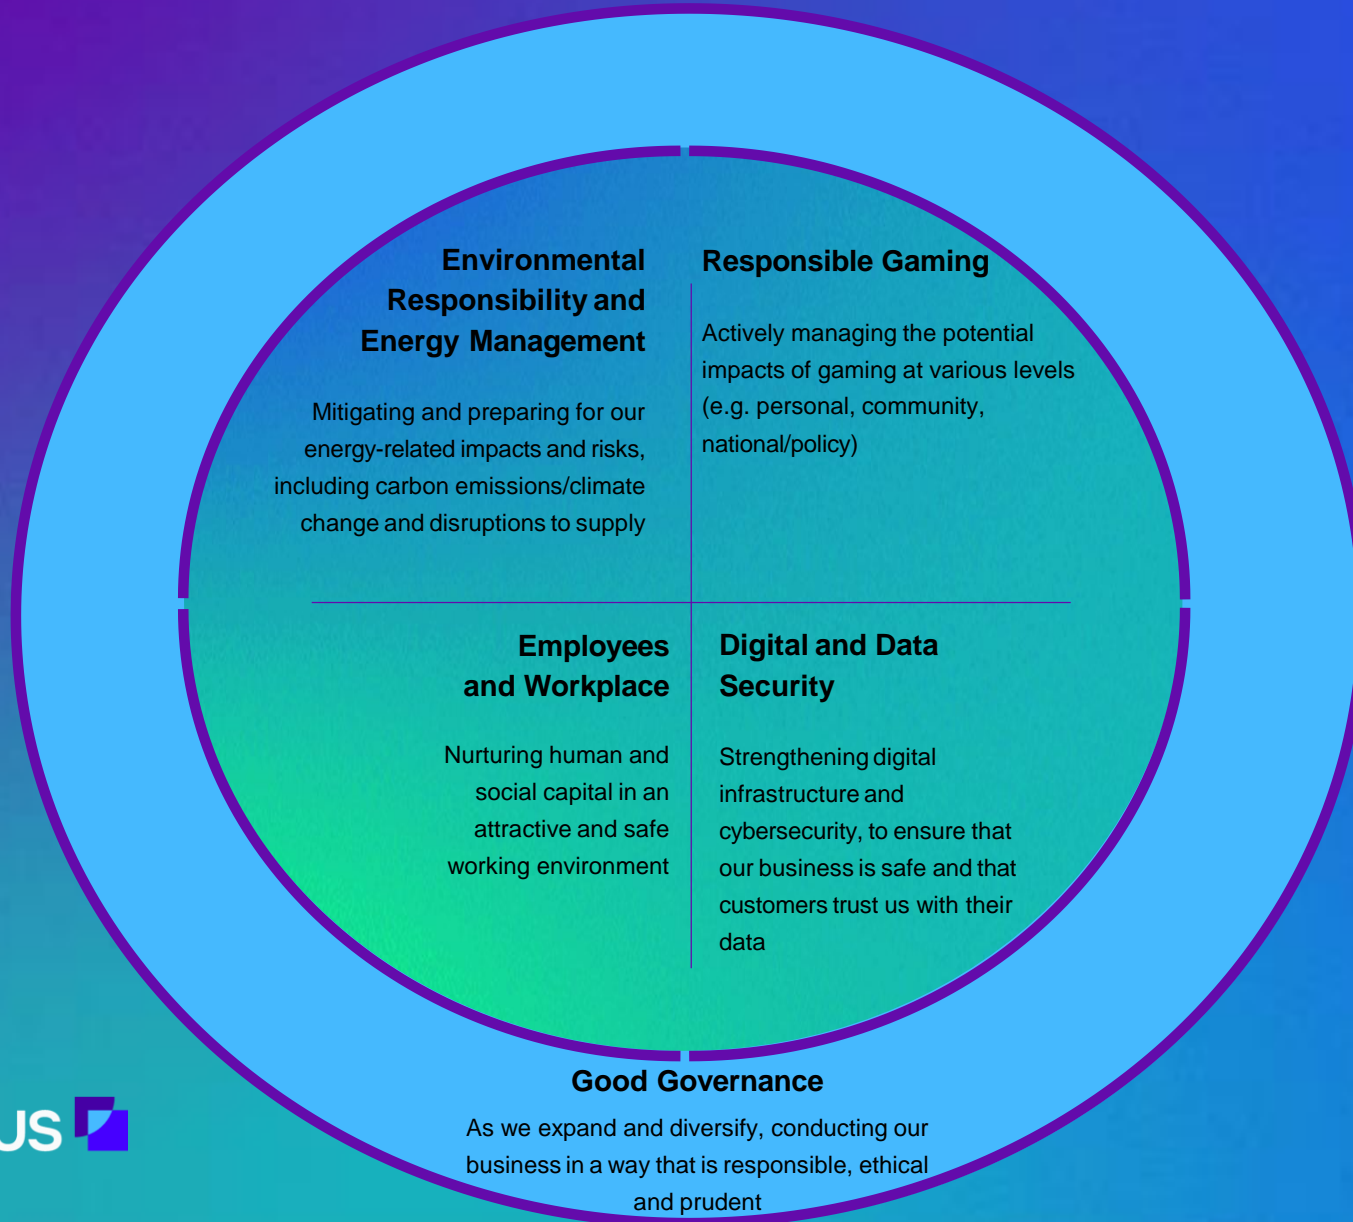 Environmental
Responsibility and
Energy Management
Mitigating and preparing for our
energy-related impacts and risks,
including carbon emissions/climate
change and disruptions to supply
Responsible Gaming
Actively managing the potential
impacts of gaming at various levels
(e.g. personal, community,
national/policy)
Employees
and Workplace
Nurturing human and
social capital in an
attractive and safe
working environment
Digital and Data
Security
Strengthening digital
infrastructure and
cybersecurity, to ensure that
our business is safe and that
customers trust us with their
data
Good Governance
As we expand and diversify, conducting our
business in a way that is responsible, ethical
and prudent